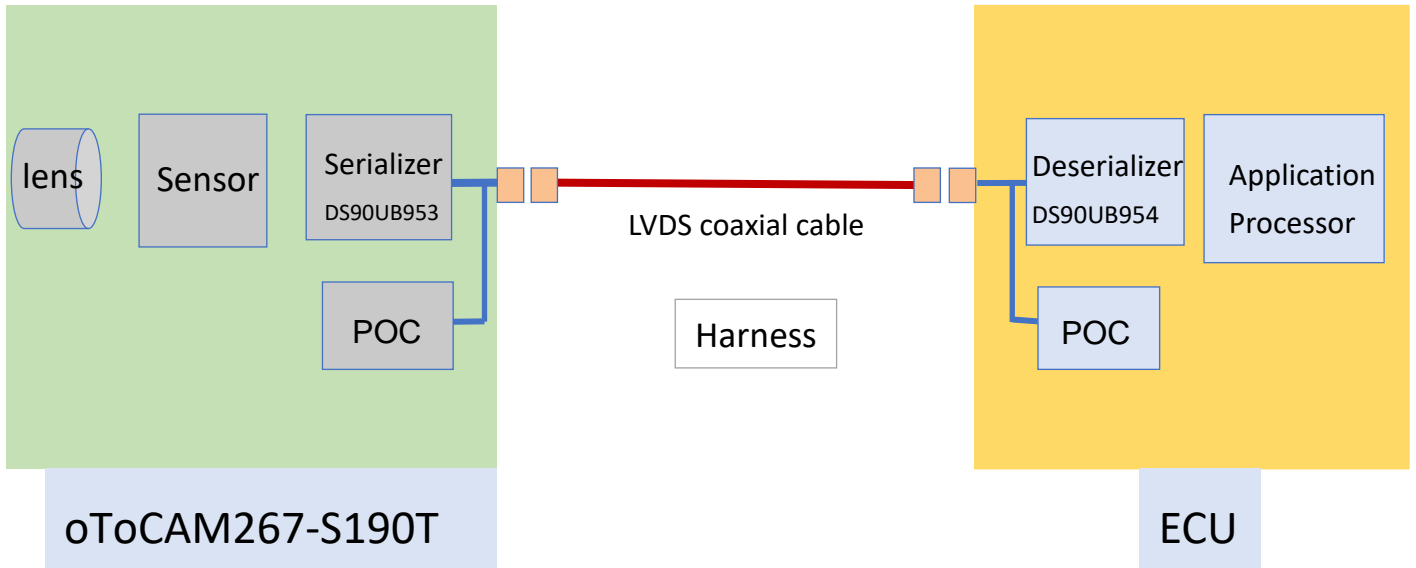 lens
Sensor
Serializer
DS90UB953
POC
LVDS coaxial cable
Harness
Deserializer
DS90UB954
Application
Processor
POC
oToCAM267-S190T
ECU